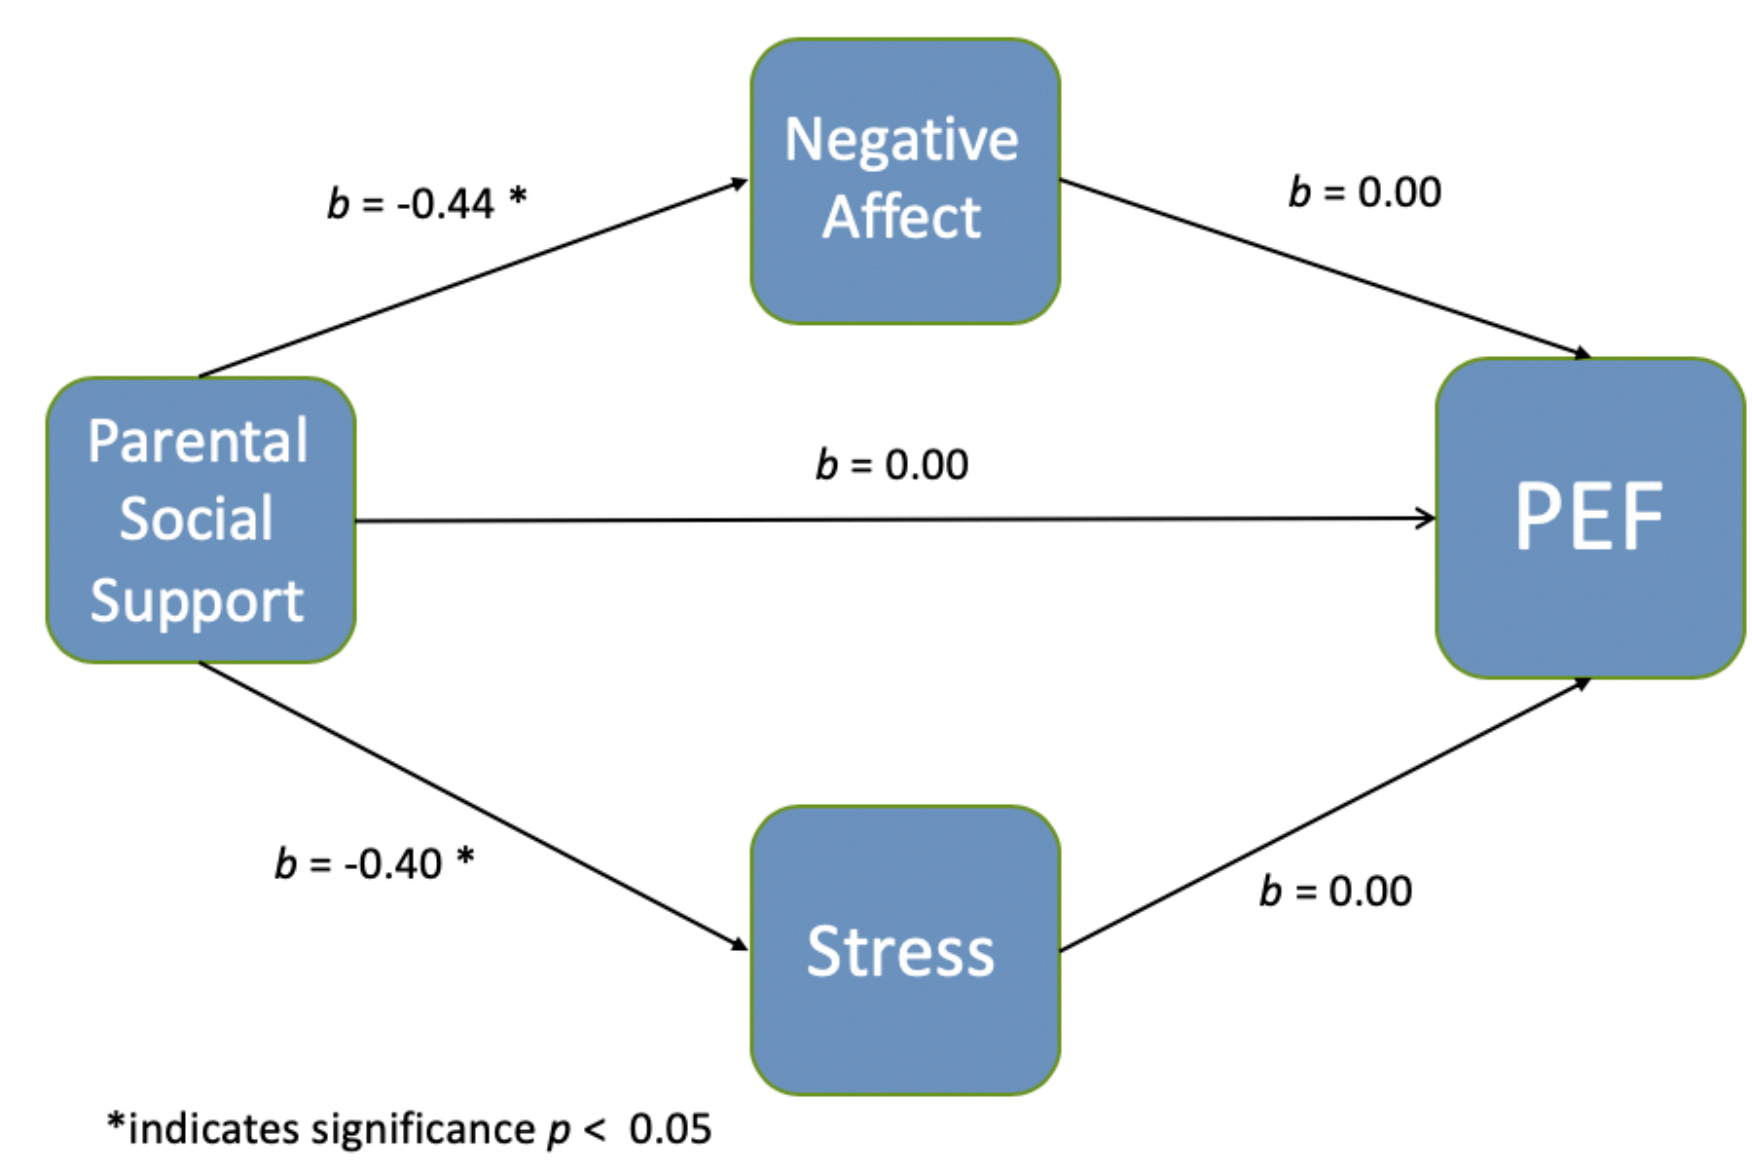 Negative
Affect
b = -0.44 *
b = 0.00
Parental
Social
Support
b = 0.00
PEF
b = -0.40 *
b = 0.00
Stress
*indicates significance p < 0.05